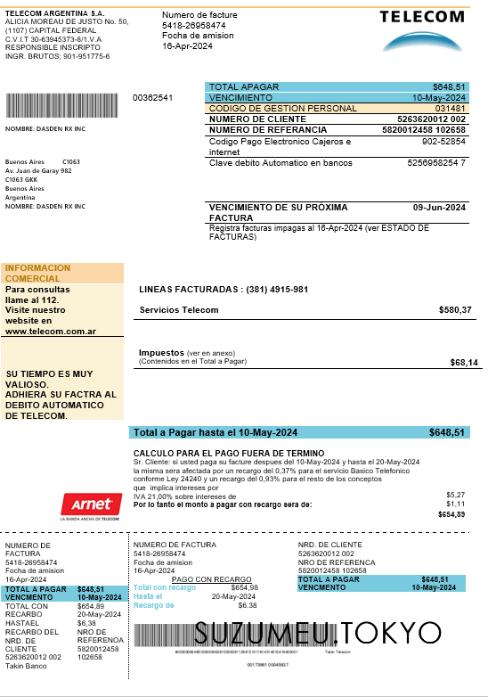 TELECOM ARGENTINA S.A.
ALICIA MOREAU DE JUSTO No. 50,
(1107) CAPITAL FEDERAL
C.V.I.T 30-63945373-8/1.V.A
RESPONSIBLE INSCRIPTO
INGR. BRUTOS; 901-951775-6
Numero de facture
5418-26958474
Focha de amision
16-Apr-2024
TELECOM
00362541
NOMBRE: DASDEN RX INC
Buenos Aires C1063
Av. Juan de Garay 982
C1063 GKK
Buenos Aires
Argentina
NOMBRE: DASDEN RX INC
TOTAL APAGAR $648,51
VENCIMIENTO 10-May-2024
CODIGO DE GESTION PERSONAL 031481
NUMERO DE CLIENTE 5263620012 002
NUMERO DE REFERANCIA 5820012458 102658
Codigo Pago Electronico Cajeros e internet 902-52854
Clave debito Automatico en bancos 5256958254 7
VENCIMIENTO DE SU PRÓXIMA FACTURA 09-Jun-2024
Registra facturas impagas al 16-Apr-2024 (ver ESTADO DE
FACTURAS)
INFORMACION
COMERCIAL
Para consultas
llame al 112.
Visite nuestro
website en
www.telecom.com.ar
SU TIEMPO ES MUY
VALIOSO.
ADHIERA SU FACTRA AL
DEBITO AUTOMATICO
DE TELECOM.
LINEAS FACTURADAS : (381) 4915-981
Servicios Telecom $580,37
Impuestos (ver en anexo)
(Contenidos en el Total a Pagar) $68,14
Total a Pagar hasta el 10-May-2024 $648,51
CALCULO PARA EL PAGO FUERA DE TERMINO
Sr. Cliente: si usted paga su facture despues del 10-May-2024 y hasta el 20-May-2024
la misma sera afectada por un recargo del 0,37% para el servicio Basico Telefonico
conforme Ley 24240 y un recargo del 0,93% para el resto de los conceptos
que implica intereses por $5,27
IVA 21,00% sobre intereses de $1,11
Por lo tanto el monto a pagar con recargo sera de: $654,89
Arnet
LA BANDA ANCHA DE TELECOM
NUMERO DE
FACTURA
5418-26958474
Focha de amision
16-Apr-2024
TOTAL A PAGAR $648,51
VENCMENTO 10-May-2024
TOTAL CON RECARBO $654,89
HASTAEL 20-May-2024
RECARBO DEL $6,38
NRD. DE CLIENTE 5263620012 002
NRO DE REFERENCIA 5820012458 102658
Takin Banco
NUMERO DE FACTURA
5418-26958474
Focha de amision
16-Apr-2024
PAGO CON RECARGO
Total con recargo $654,98
Hasta el 20-May-2024
Recargo de $6.38
NRD. DE CLIENTE
5263620012 002
NRO DE REFERENCA
5820012458 102658
TOTAL A PAGAR $648,51
VENCMENTO 10-May-2024
SUZUMEU.TOKYO